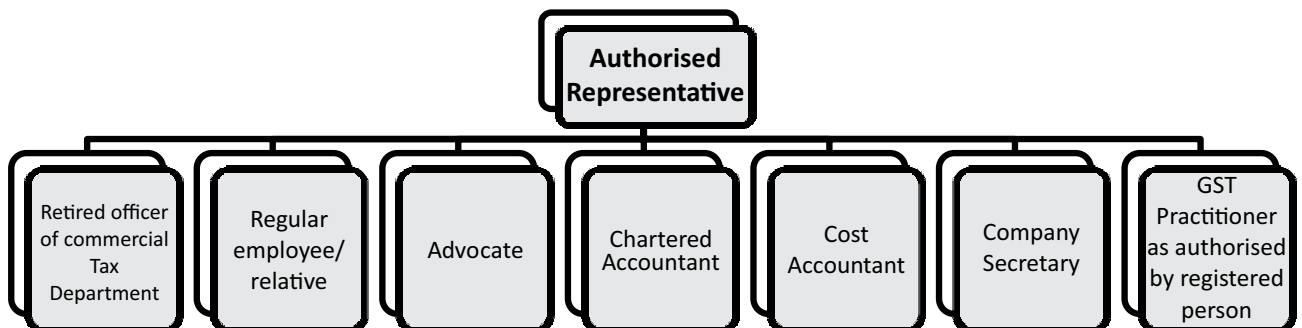 Authorised
Representative
Retired officer
of commercial
Tax
Department
Regular
employee/
relative
Advocate
Chartered
Accountant
Cost
Accountant
Company
Secretary
GST
Practitioner
as authorised
by registered
person